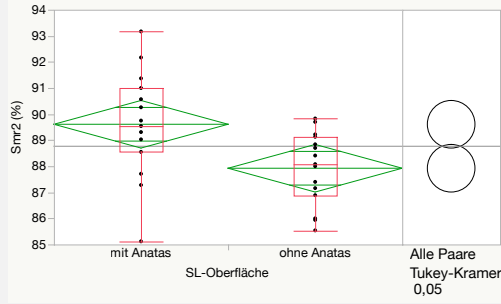 94
93
92
91
90
89
88
87
86
85
Smr2 (%)
mit Anatas
ohne Anatas
SL-Oberfläche
Alle Paare
Tukey-Kramer
0,05